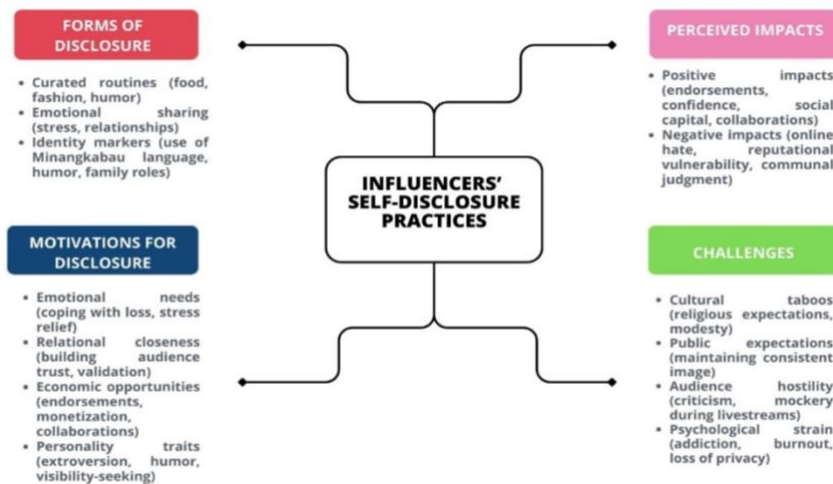 FORMS OF
DISCLOSURE
• Curated routines (food,
fashion, humor)
• Emotional sharing
(stress, relationships)
• Identity markers (use of
Minangkabau language,
humor, family roles)
PERCEIVED IMPACTS
• Positive impacts
(endorsements,
confidence, social
capital, collaborations)
• Negative impacts (online
hate, reputational
vulnerability, communal
judgment)
INFLUENCERS’
SELF-DISCLOSURE
PRACTICES
MOTIVATIONS FOR
DISCLOSURE
• Emotional needs
(coping with loss, stress
relief)
• Relational closeness
(building audience
trust, validation)
• Economic opportunities
(endorsements,
monetization,
collaborations)
• Personality traits
(extroversion, humor,
visibility-seeking)
CHALLENGES
• Cultural taboos
(religious expectations,
modesty)
• Public expectations
(maintaining consistent
image)
• Audience hostility
(criticism, mockery
during livestreams)
• Psychological strain
(addiction, burnout,
loss of privacy)